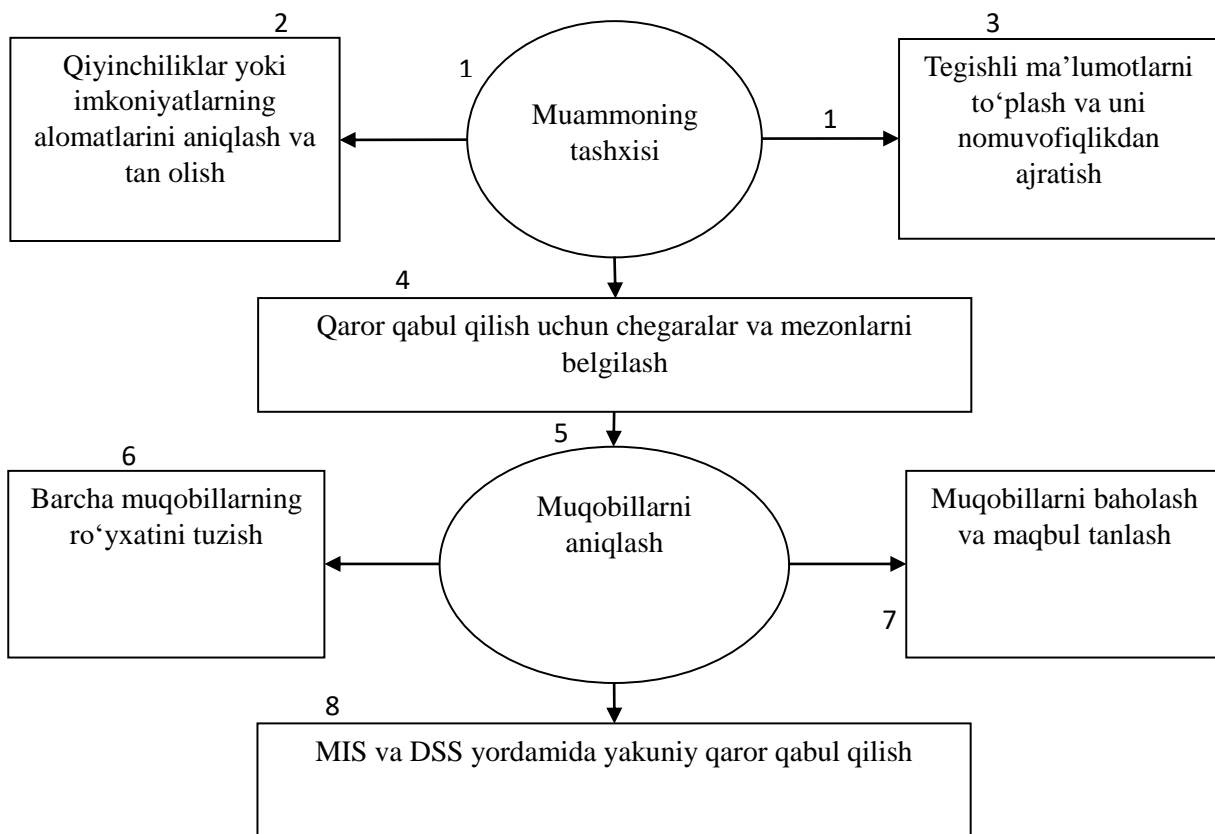 2
Qiyinchiliklar yoki
imkoniyatlarning
alomatlarini aniqlash va
tan olish
1
Muammoning
tashxisi
1
3
Tegishli ma’lumotlarni
to‘plash va uni
nomuvofiqlikdan
ajratish
4
Qaror qabul qilish uchun chegaralar va mezonlarni
belgilash
5
Muqobillarni
aniqlash
6
Barcha muqobillarning
ro‘yxatini tuzish
Muqobillarni baholash
va maqbul tanlash
7
8
MIS va DSS yordamida yakuniy qaror qabul qilish